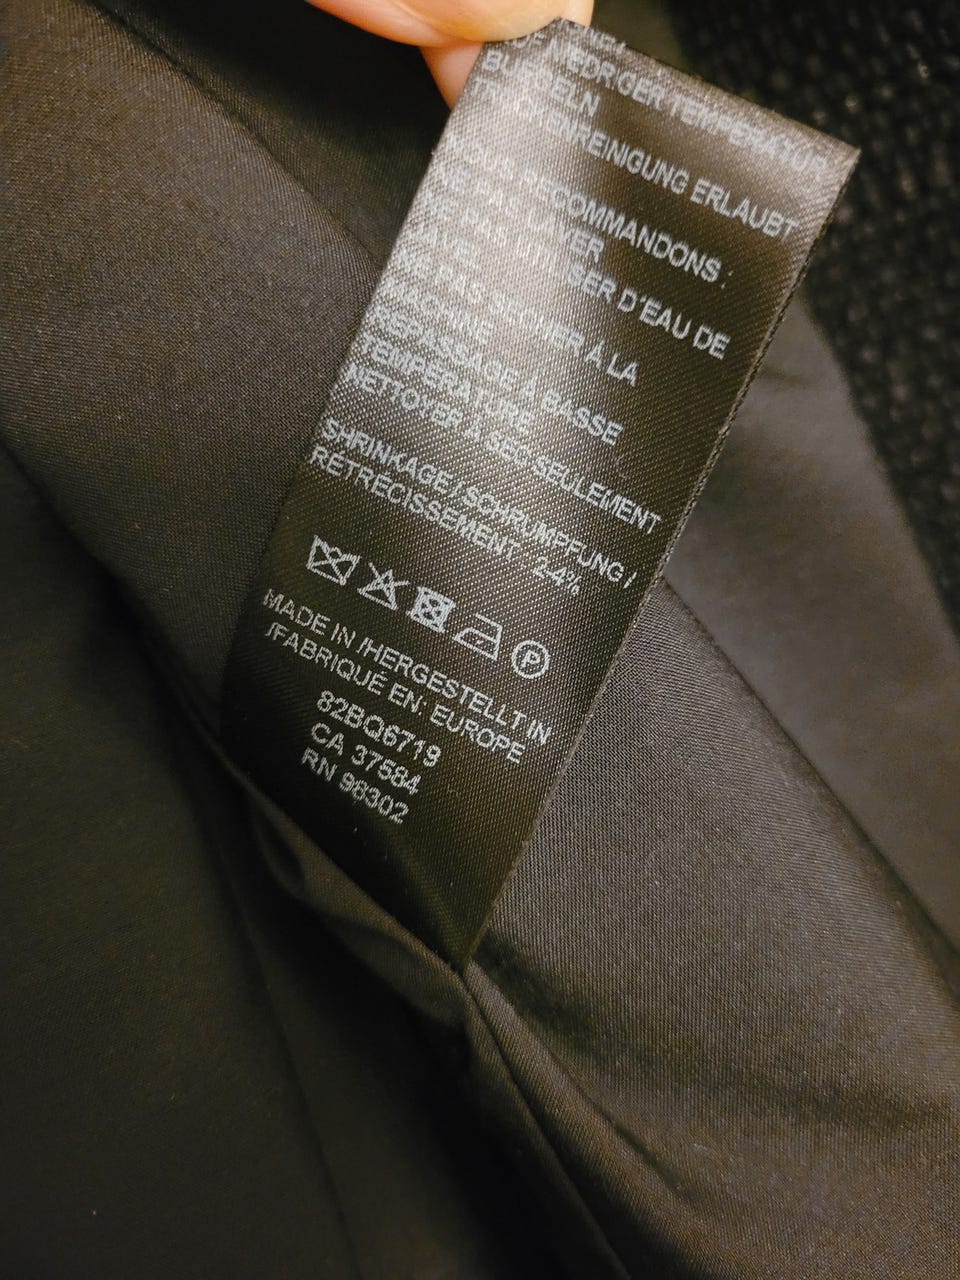 NIEDRIGER TEMPERATUR
BÜGELN
TROCKENREINIGUNG ERLAUBT
NOUS RECOMMANDONS
NE PAS LAVER
NE PAS UTILISER D'EAU DE
JAVEL
NE PAS SÉCHER À LA
MACHINE
REPASSAGE À BASSE
TEMPERATURE
NETTOYER A SEC SEULEMENT
SHRINKAGE / SCHRUMPFUNG /
RÉTRECISSEMENT 2-4%
P
MADE IN /HERGESTELLT IN
/FABRIQUÉ EN: EUROPE
82BQ6719
CA 37584
RN 98302